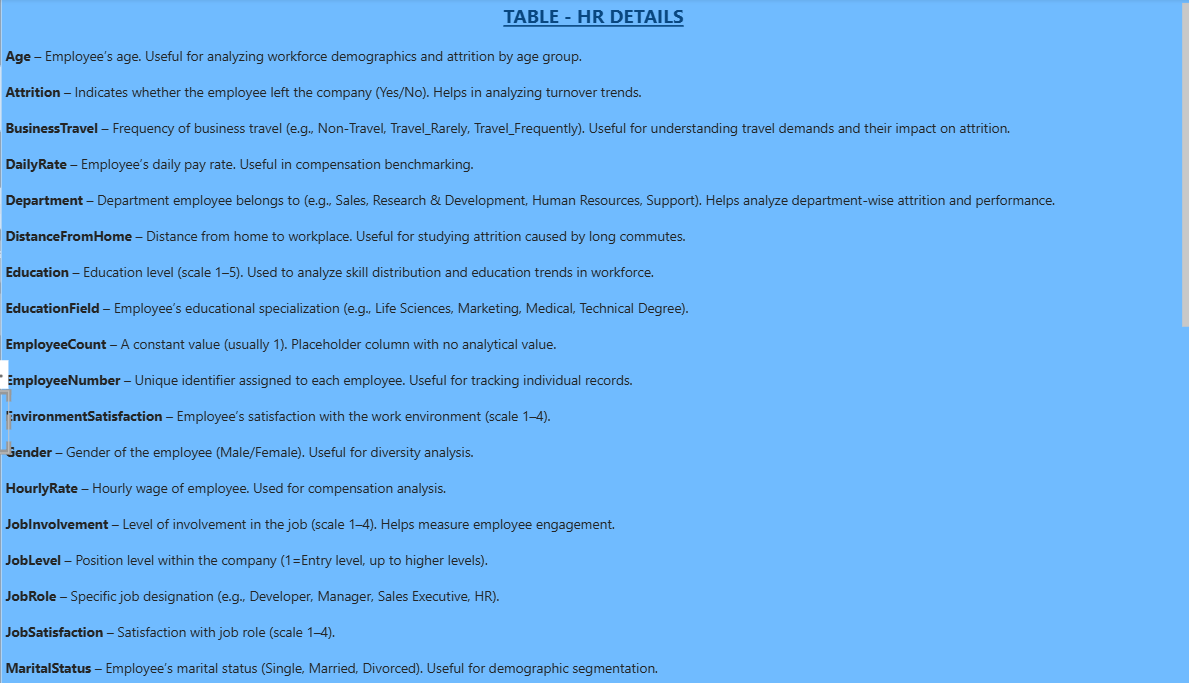 TABLE - HR DETAILS
Age – Employee's age. Useful for analyzing workforce demographics and attrition by age group.
Attrition – Indicates whether the employee left the company (Yes/No). Helps in analyzing turnover trends.
BusinessTravel – Frequency of business travel (e.g., Non-Travel, Travel_Rarely, Travel_Frequently). Useful for understanding travel demands and their impact on attrition.
DailyRate – Employee's daily pay rate. Useful in compensation benchmarking.
Department – Department employee belongs to (e.g., Sales, Research & Development, Human Resources, Support). Helps analyze department-wise attrition and performance.
DistanceFromHome – Distance from home to workplace. Useful for studying attrition caused by long commutes.
Education – Education level (scale 1–5). Used to analyze skill distribution and education trends in workforce.
EducationField – Employee's educational specialization (e.g., Life Sciences, Marketing, Medical, Technical Degree).
EmployeeCount – A constant value (usually 1). Placeholder column with no analytical value.
EmployeeNumber – Unique identifier assigned to each employee. Useful for tracking individual records.
EnvironmentSatisfaction – Employee's satisfaction with the work environment (scale 1–4).
Gender – Gender of the employee (Male/Female). Useful for diversity analysis.
HourlyRate – Hourly wage of employee. Used for compensation analysis.
JobInvolvement – Level of involvement in the job (scale 1–4). Helps measure employee engagement.
JobLevel – Position level within the company (1=Entry level, up to higher levels).
JobRole – Specific job designation (e.g., Developer, Manager, Sales Executive, HR).
JobSatisfaction – Satisfaction with job role (scale 1–4).
MaritalStatus – Employee's marital status (Single, Married, Divorced). Useful for demographic segmentation.